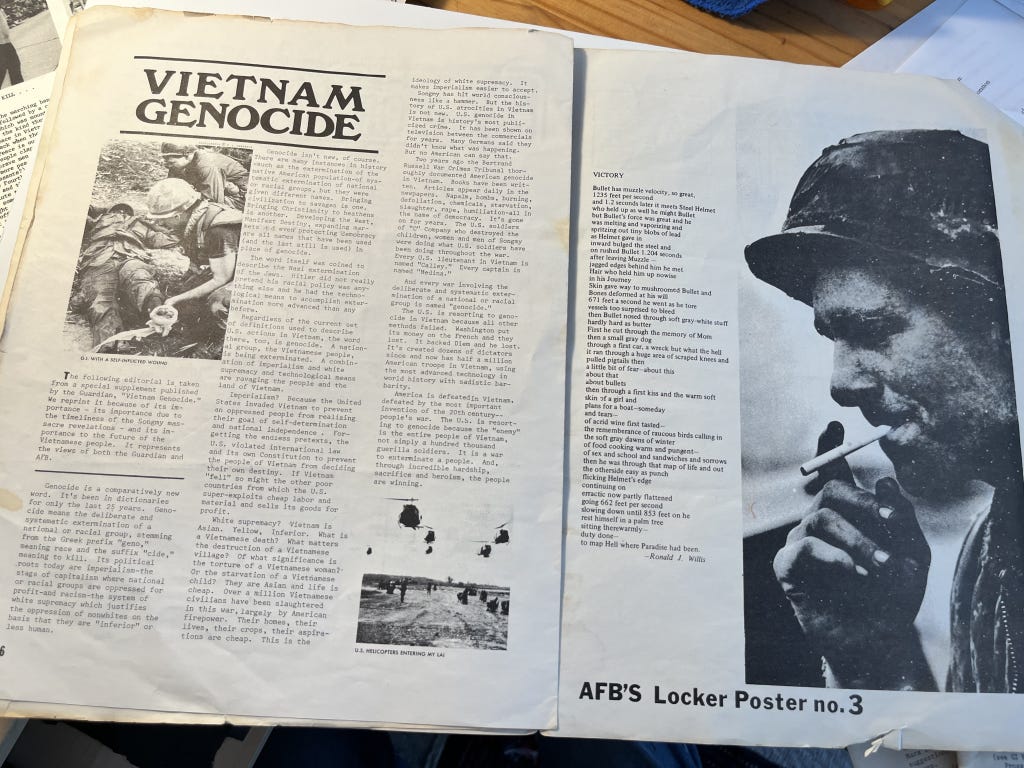 KILL . . .
VIETNAM
GENOCIDE
G.I. WITH A SELF-INFLICTED WOUND
The following editorial is taken
from a special supplement published
by the Guardian, "Vietnam Genocide."
We reprint it because of its im-
portance - its importance due to
the timeliness of the Songmy mas-
sacre revelations - and its im-
portance to the future of the
Vietnamese people. It represents
the views of both the Guardian and
AFB.
Genocide is a comparatively new
word. It's been in dictionaries
for only the last 25 years. Geno-
cide means the deliberate and
systematic extermination of a
national or racial group, stemming
from the Greek prefix "geno,"
meaning race and the suffix "cide,"
meaning to kill. Its political
roots today are imperialism-the
stage of capitalism where national
or racial groups are oppressed for
profit-and racism-the system of
white supremacy which justifies
the oppression of nonwhites on the
basis that they are "inferior" or
less human.
6
Genocide isn't new, of course.
There are many instances in history
such as the extermination of the
native American population-of sys-
tematic extermination of national
or racial groups, but they were
given different names. Bringing
civilization to savages is one.
Bringing Christianity to heathens
is another. Developing the West,
Manifest Destiny, expanding mar-
kets and even protecting Democracy
are all names that have been used
(and the last still is used) in
place of genocide.
The word itself was coined to
describe the Nazi extermination
of the Jews. Hitler did not really
pretend his racial policy was any-
thing else and he had the techno-
logical means to accomplish exter-
mination more advanced than any
before.
Regardless of the current set
of definitions used to describe
U.S. actions in Vietnam, the word
there, too, is genocide. A nation-
al group, the Vietnamese people,
is being exterminated. A combina-
tion of imperialism and white
supremacy and technological means
are ravaging the people and the
land of Vietnam.
Imperialism? Because the United
States invaded Vietnam to prevent
an oppressed people from realizing
their goal of self-determination
and national independence. For-
getting the endless pretexts, the
U.S. violated international law
and its own Constitution to prevent
the people of Vietnam from deciding
their own destiny. If Vietnam
"fell" so might the other poor
countries from which the U.S.
super-exploits cheap labor and
material and sells its goods for
profit.
White supremacy? Vietnam is
Asian. Yellow, Inferior. What is
a Vietnamese death? What matters
the destruction of a Vietnamese
village? Of what significance is
the torture of a Vietnamese woman?
Or the starvation of a Vietnamese
child? They are Asian and life is
cheap. Over a million Vietnamese
civilians have been slaughtered
in this war, largely by American
firepower. Their homes, their
lives, their crops, their aspira-
tions are cheap. This is the
ideology of white supremacy. It
makes imperialism easier to accept.
Songmy has hit world conscious-
ness like a hammer. But the his-
tory of U.S. atrocities in Vietnam
is not new. U.S. genocide in
Vietnam is history's most publi-
cized crime. It has been shown on
television between the commercials
for years. Many Germans said they
didn't know what was happening.
But no American can say that.
Two years ago the Bertrand
Russell War Crimes Tribunal thor-
oughly documented American genocide
in Vietnam. Books have been writ-
ten. Articles appear daily in the
newspapers. Napalm, bombs, burning,
defoliation, chemicals, starvation,
slaughter, rape, humiliation-all in
the name of democracy. It's gone
on for years. The U.S. soldiers
of "C" Company who destroyed the
children, women and men of Songmy
were doing what U.S. soldiers have
been doing throughout the war.
Every U.S. lieutenant in Vietnam is
named "Calley." Every captain is
named "Medina."
And every war involving the
deliberate and systematic exter-
mination of a national or racial
group is named "genocide."
The U.S. is resorting to geno-
cide in Vietnam because all other
methods failed. Washington put
its money on the French and they
lost. It backed Diem and he lost.
It's created dozens of dictators
since and now has half a million
American troops in Vietnam, using
the most advanced technology in
world history with sadistic bar-
barity.
America is defeated in Vietnam,
defeated by the most important
invention of the 20th century--
people's war. The U.S. is resort-
ing to genocide because the "enemy"
is the entire people of Vietnam,
not simply a hundred thousand
guerilla soldiers. It is a war
to exterminate a people. And,
through incredible hardship,
sacrifice and heroism, the people
are winning.
U.S. HELICOPTERS ENTERING MY LAI
VICTORY
Bullet has muzzle velocity, so great,
1235 feet per second
and 1.2 seconds later it meets Steel Helmet
who held up as well he might Bullet
but Bullet's force was great and he
was melting and vaporizing and
spritzing out tiny blobs of lead
as Helmet gave in
inward bulged the steel and
on rushed Bullet 1.204 seconds
after leaving Muzzle—
jagged edges behind him he met
Hair who held him up nowise
in his Journey
Skin gave way to mushroomed Bullet and
Bones deformed at his will
671 feet a second he went as he tore
vessels too surprised to bleed
then Bullet nosed through soft gray-white stuff
hardly hard as butter
First he cut through the memory of Mom
then a small gray dog
through a first car, a wreck but what the hell
it ran through a huge area of scraped knees and
pulled pigtails then
a little bit of fear—about this
about that
about bullets
then through a first kiss and the warm soft
skin of a girl and
plans for a boat—someday
and tears—
of acid wine first tasted—
the remembrance of raucous birds calling in
the soft gray dawns of winter
of food cooking warm and pungent—
of sex and school and sandwiches and sorrows
then he was through that map of life and out
the otherside easy as punch
flicking Helmet's edge
continuing on
erractic now partly flattened
going 662 feet per second
slowing down until 853 feet on he
rest himself in a palm tree
sitting therewarmly—
duty done—
to map Hell where Paradise had been.
—Ronald J. Willis
AFB'S Locker Poster no. 3